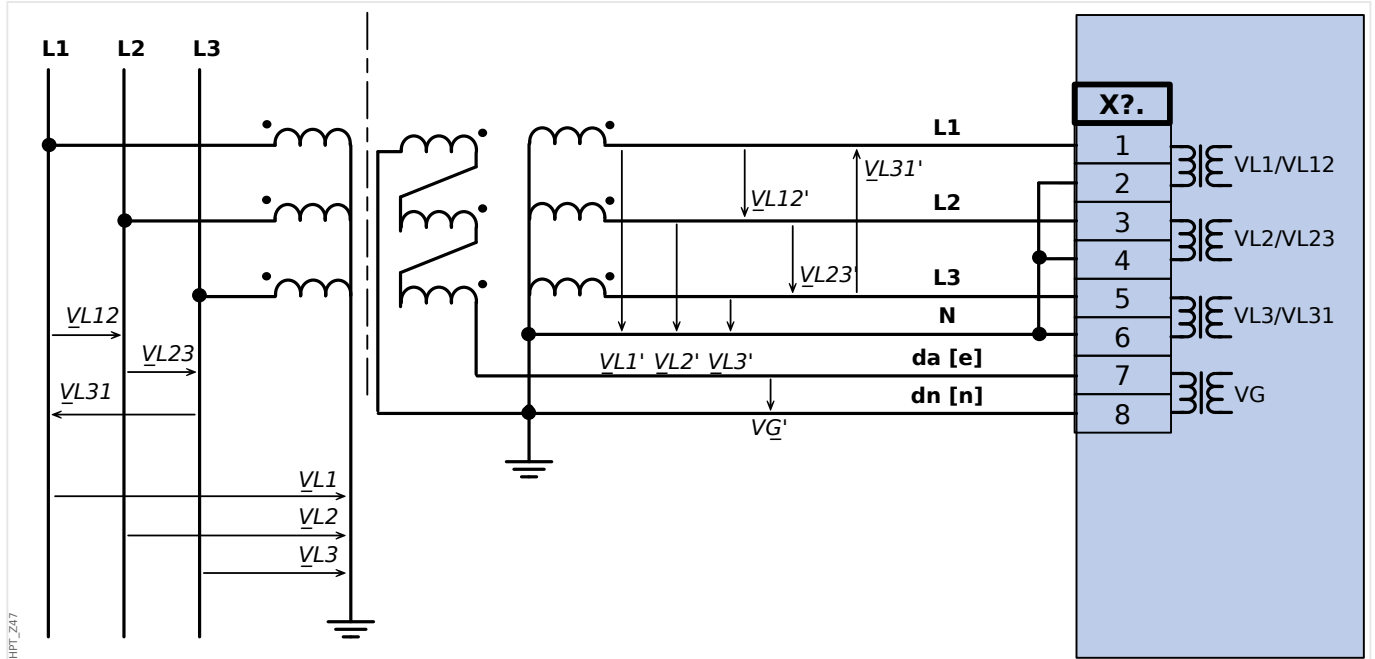 L1 L2 L3
X?.
L1
1
VL1/VL12
VL31'
2
VL12'
L2
3
VL2/VL23
4
VL23'
L3
5
VL3/VL31
N
6
VL12
VL23
VL1' VL2' VL3'
da [e]
7
VL31
dn [n]
VG
8
VG'
VL1
VL2
VL3
HPT_Z47